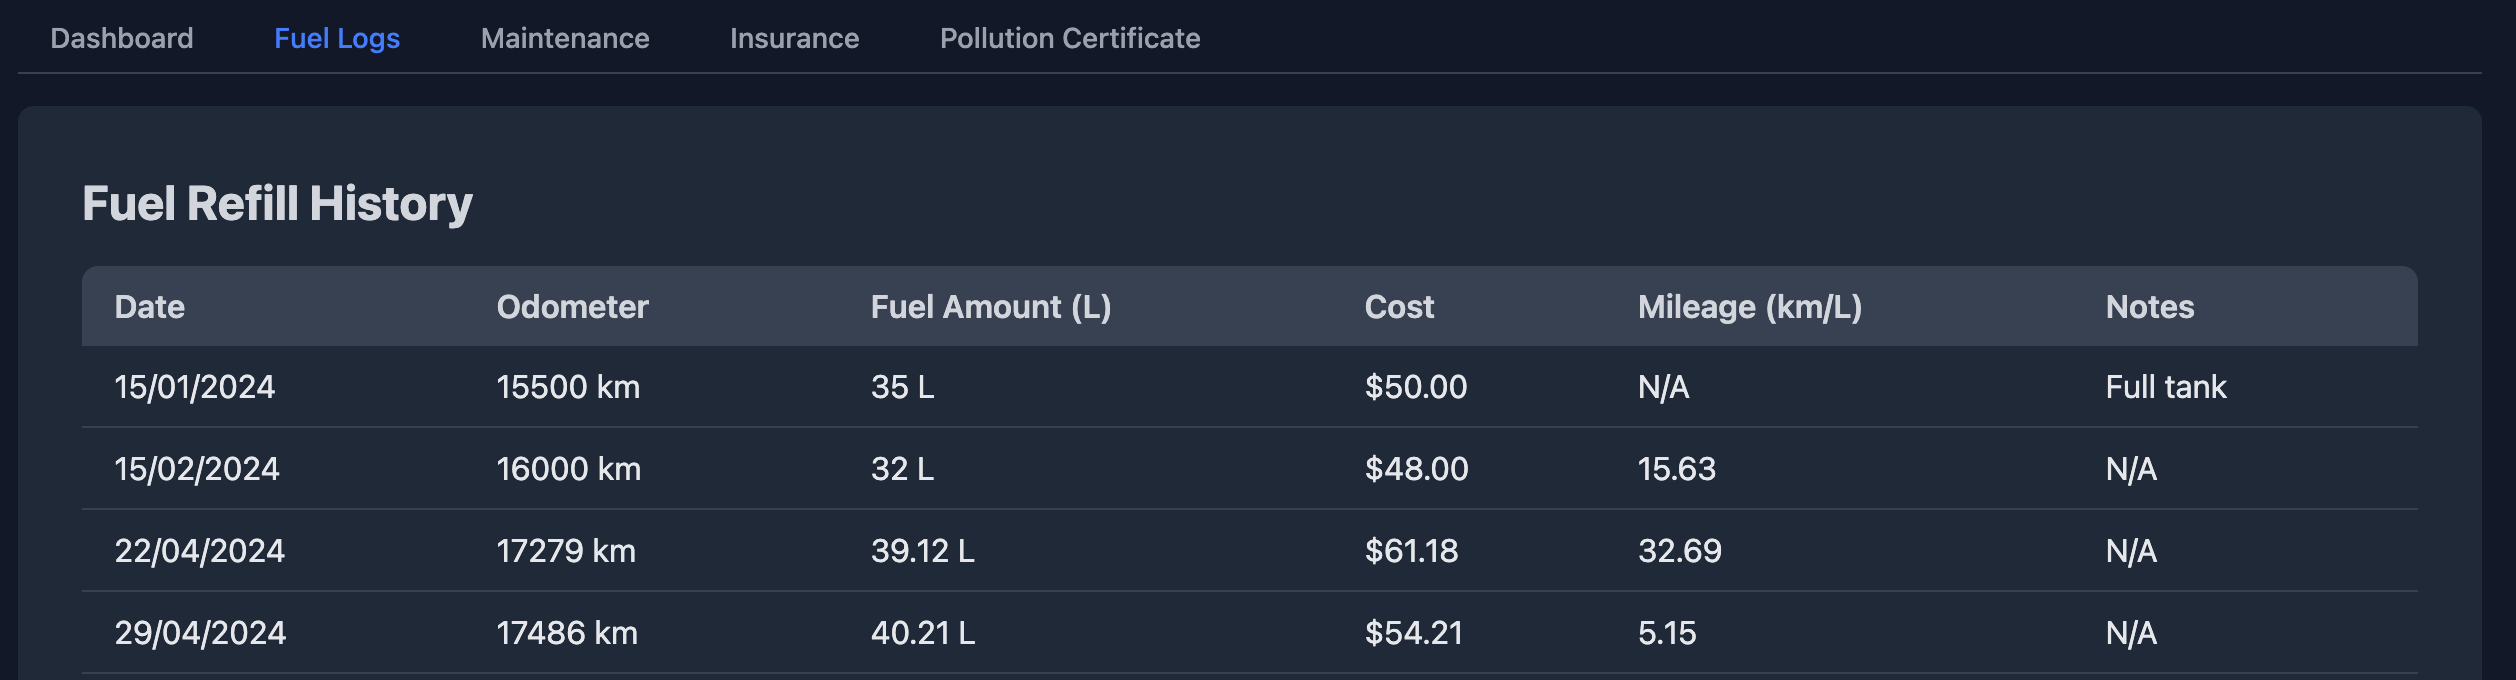 Dashboard Fuel Logs Maintenance Insurance Pollution Certificate
Fuel Refill History
Date Odometer Fuel Amount (L) Cost Mileage (km/L) Notes
15/01/2024 15500 km 35 L $50.00 N/A Full tank
15/02/2024 16000 km 32 L $48.00 15.63 N/A
22/04/2024 17279 km 39.12 L $61.18 32.69 N/A
29/04/2024 17486 km 40.21 L $54.21 5.15 N/A